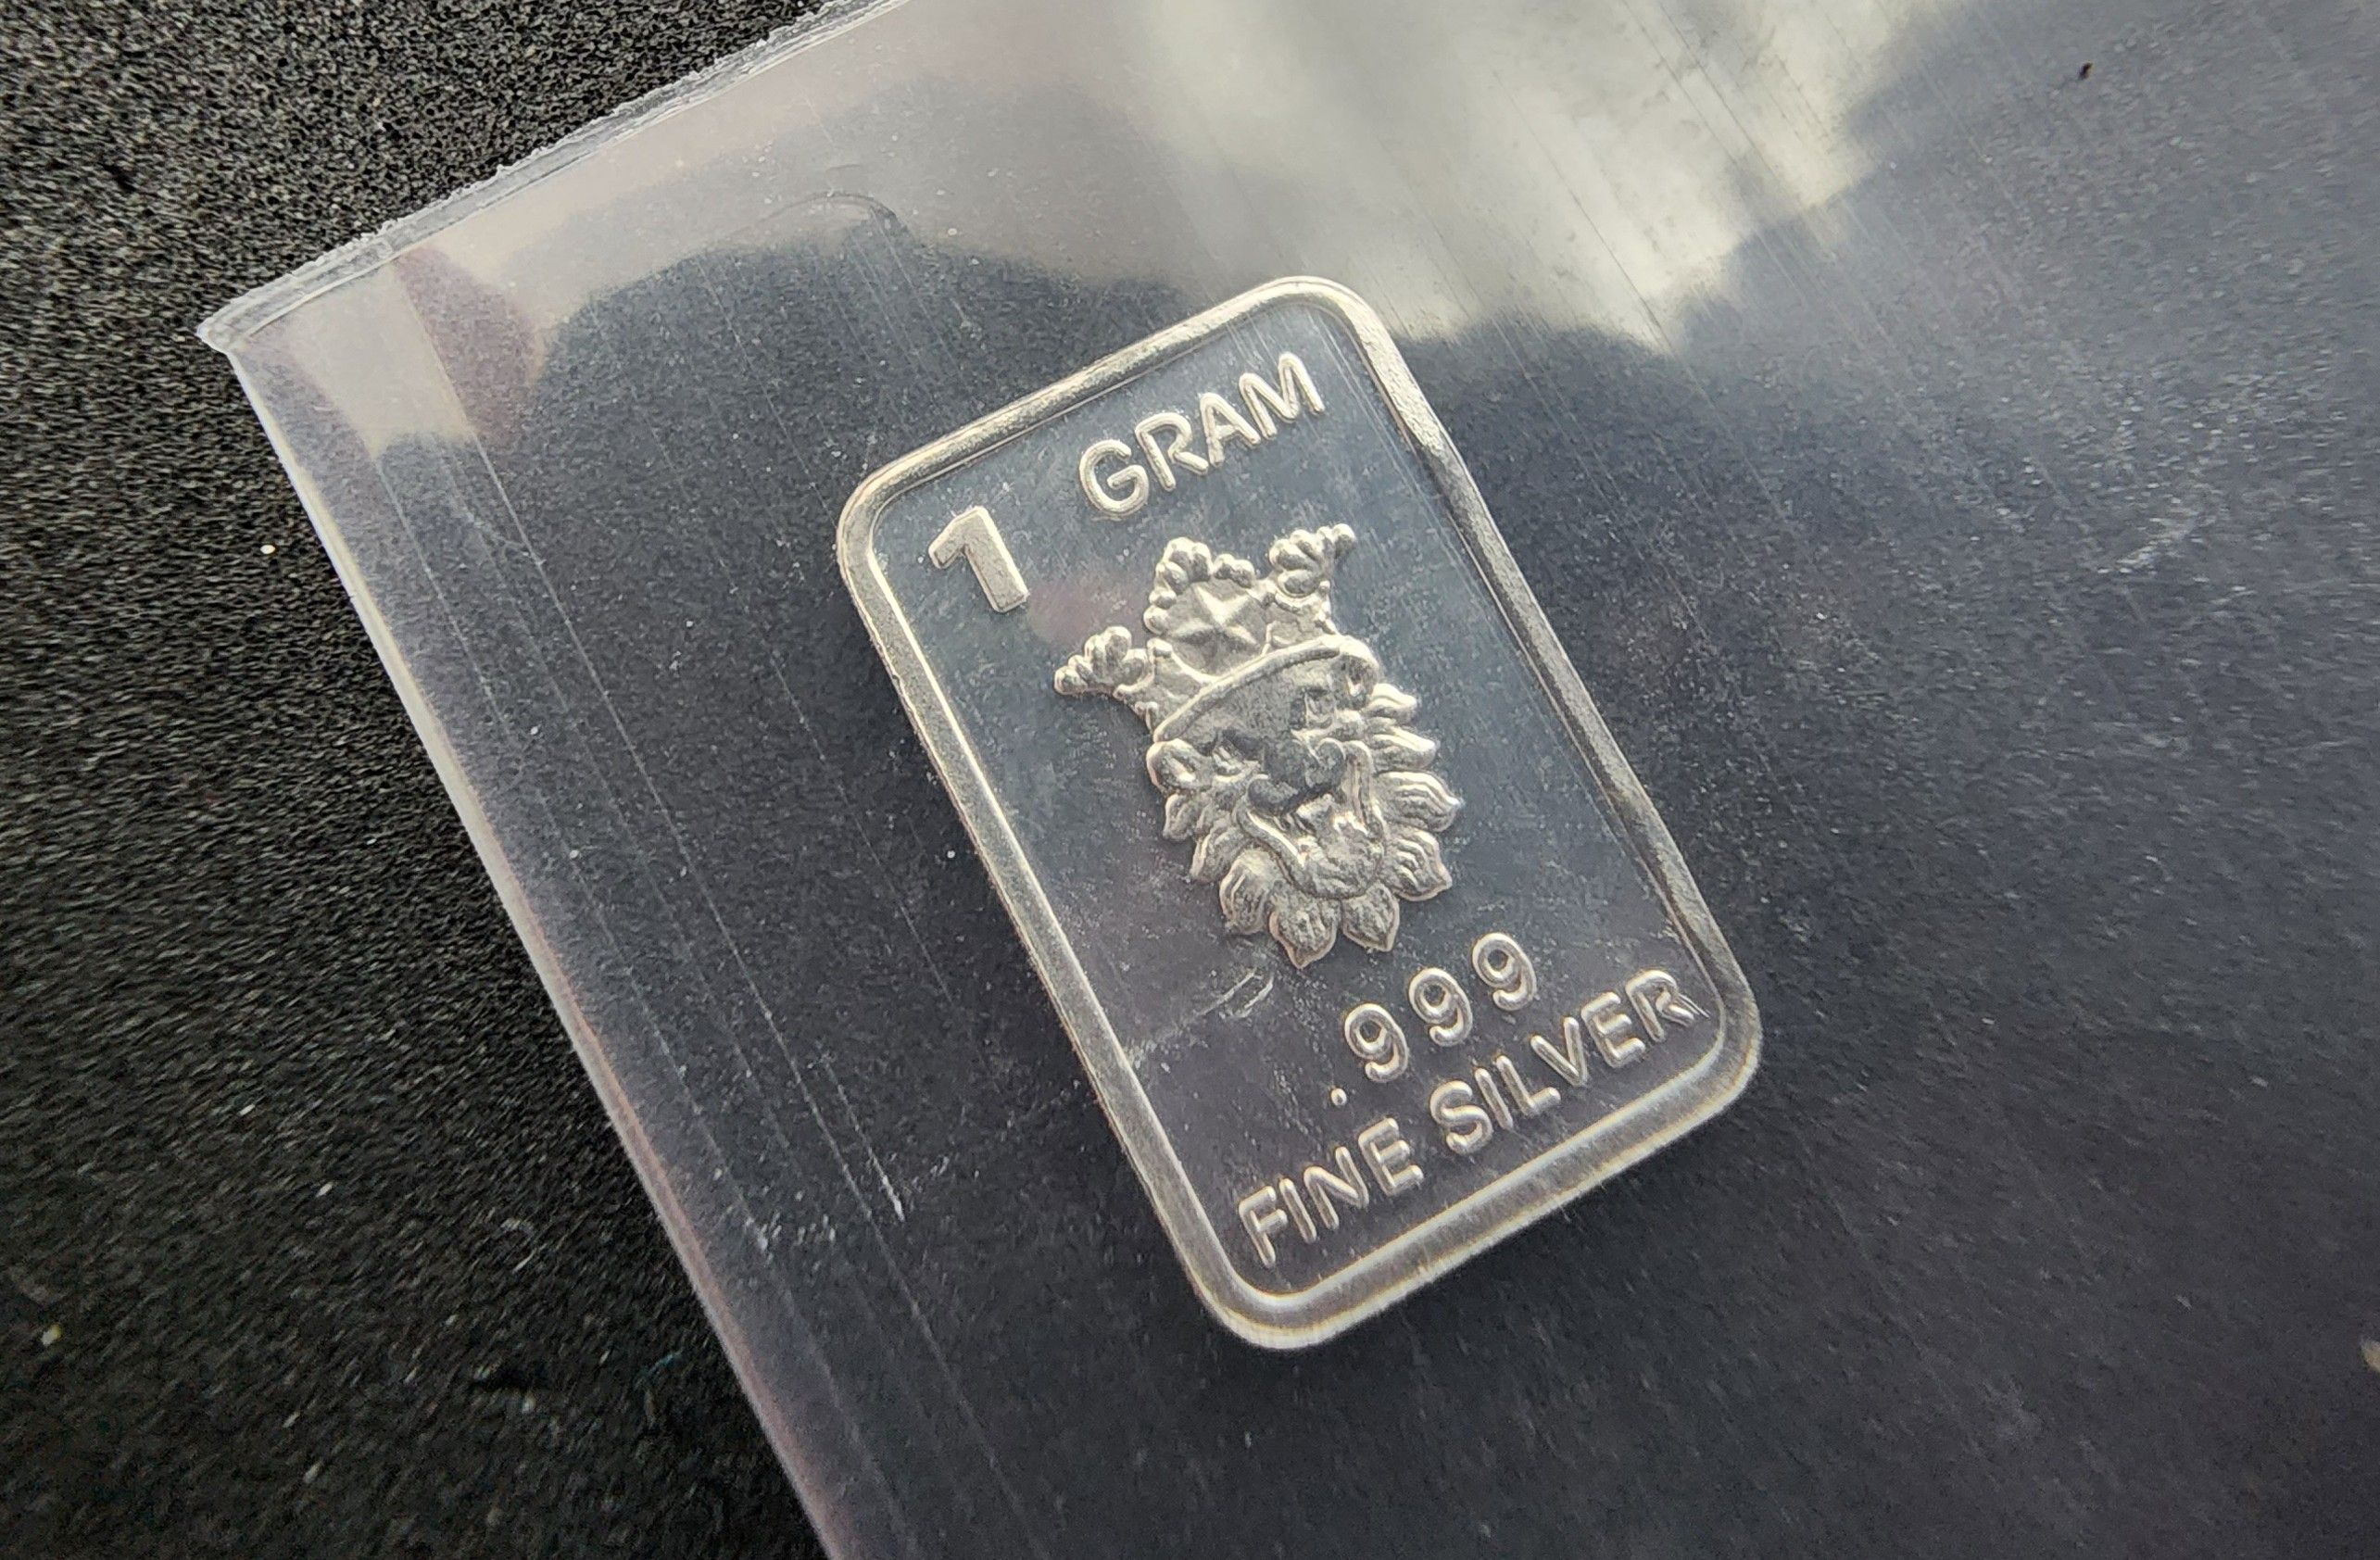 1 GRAM
.999
FINE SILVER